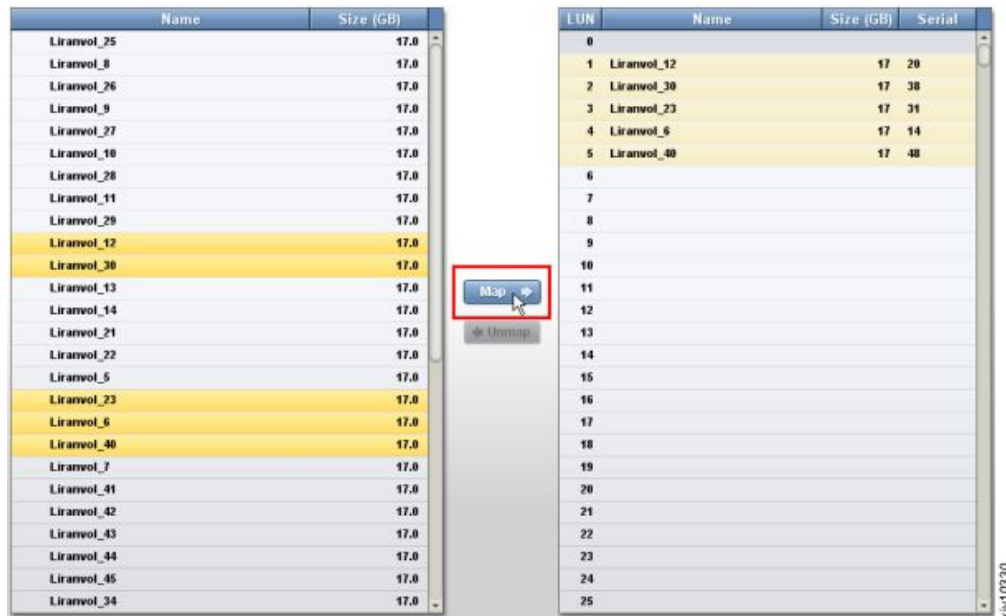 Name Size (GB)
Liranvol_25 17.0
Liranvol_8 17.0
Liranvol_26 17.0
Liranvol_9 17.0
Liranvol_27 17.0
Liranvol_10 17.0
Liranvol_28 17.0
Liranvol_11 17.0
Liranvol_29 17.0
Liranvol_12 17.0
Liranvol_30 17.0
Liranvol_13 17.0
Liranvol_14 17.0
Liranvol_21 17.0
Liranvol_22 17.0
Liranvol_5 17.0
Liranvol_23 17.0
Liranvol_6 17.0
Liranvol_40 17.0
Liranvol_7 17.0
Liranvol_41 17.0
Liranvol_42 17.0
Liranvol_43 17.0
Liranvol_44 17.0
Liranvol_45 17.0
Liranvol_34 17.0
Map
Unmap
LUN Name Size (GB) Serial
0
1 Liranvol_12 17 20
2 Liranvol_30 17 38
3 Liranvol_23 17 31
4 Liranvol_6 17 14
5 Liranvol_40 17 48
6
7
8
9
10
11
12
13
14
15
16
17
18
19
20
21
22
23
24
25